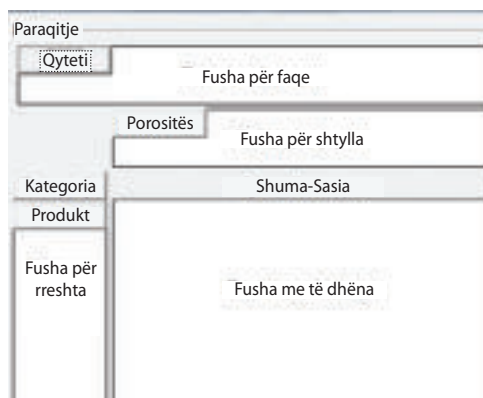 Paraqitje
Qyteti
Fusha për faqe
Porositës
Fusha për shtylla
Kategoria
Shuma-Sasia
Produkt
Fusha për
rreshta
Fusha me të dhëna